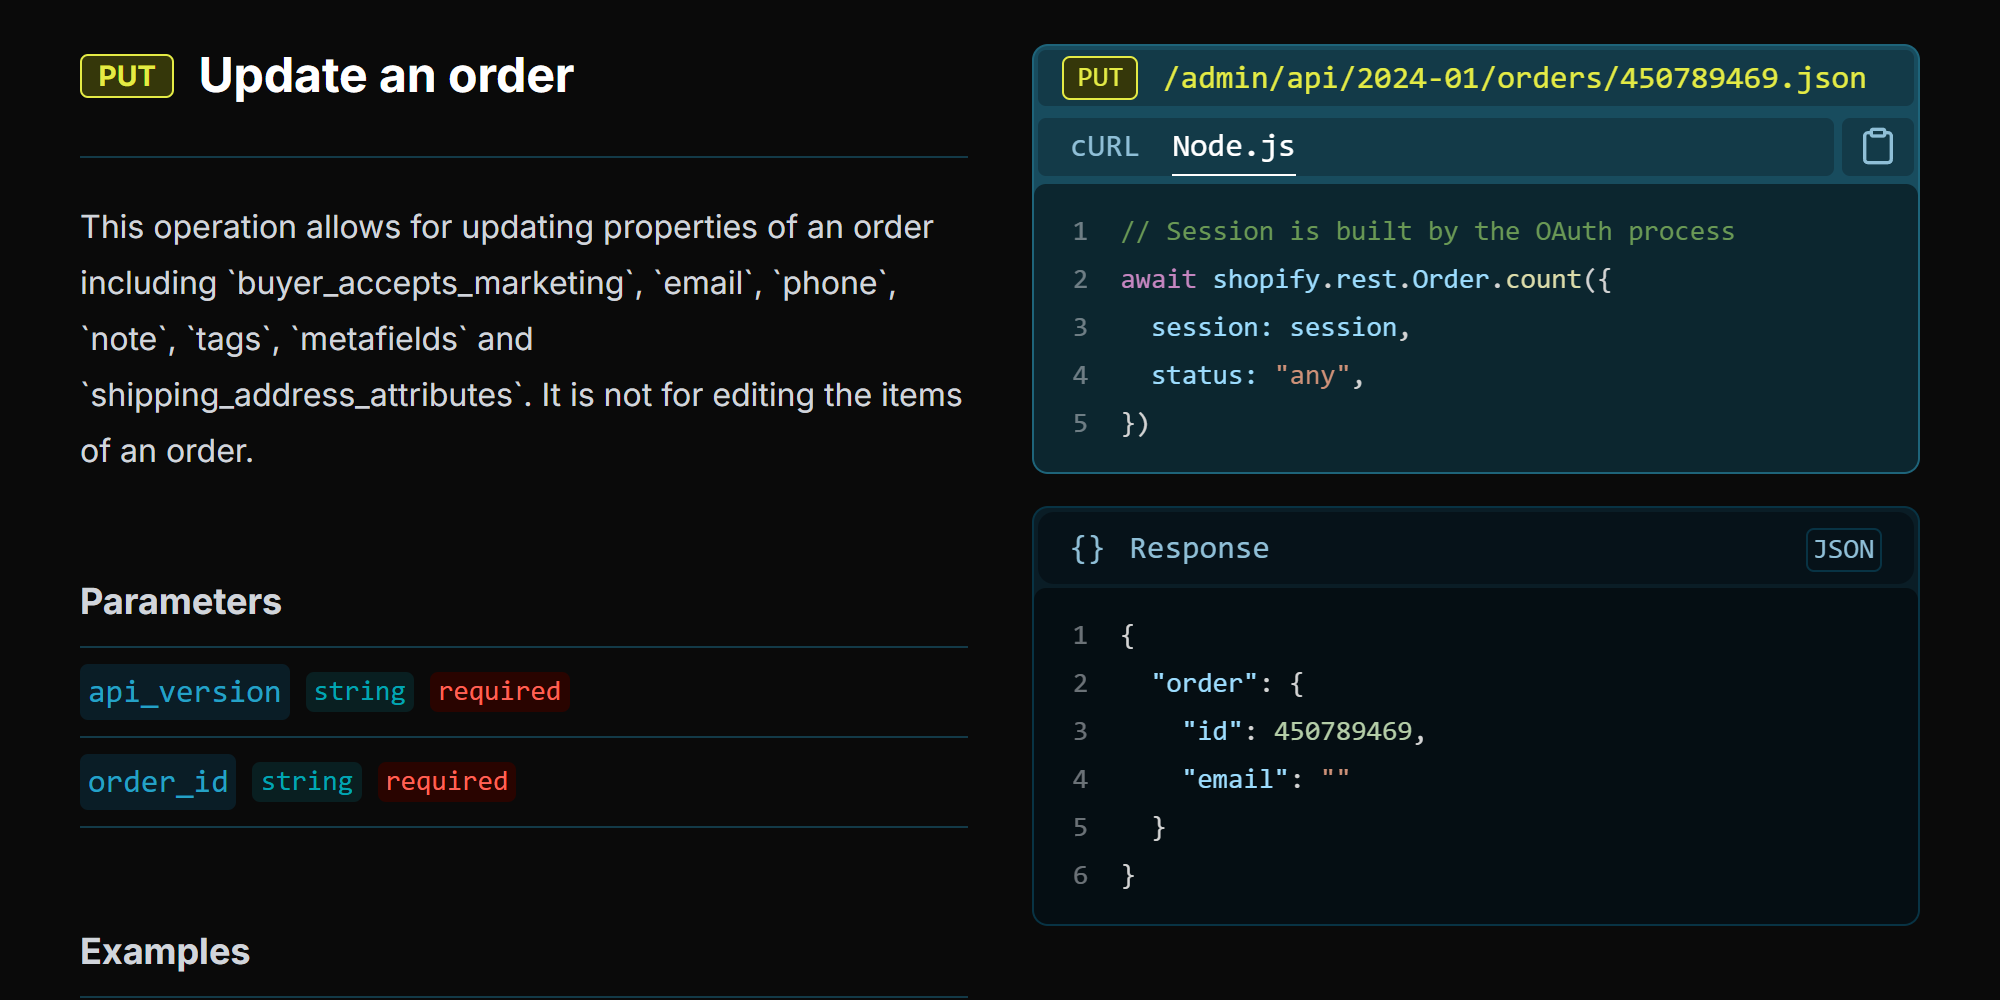 PUT Update an order
This operation allows for updating properties of an order
including `buyer_accepts_marketing`, `email`, `phone`,
`note`, `tags`, `metafields` and
`shipping_address_attributes`. It is not for editing the items
of an order.
Parameters
api_version string required
order_id string required
Examples
PUT /admin/api/2024-01/orders/450789469.json
cURL Node.js
1 // Session is built by the OAuth process
2 await shopify.rest.Order.count({
3   session: session,
4   status: "any",
5 })
{} Response JSON
1 {
2   "order": {
3     "id": 450789469,
4     "email": ""
5   }
6 }